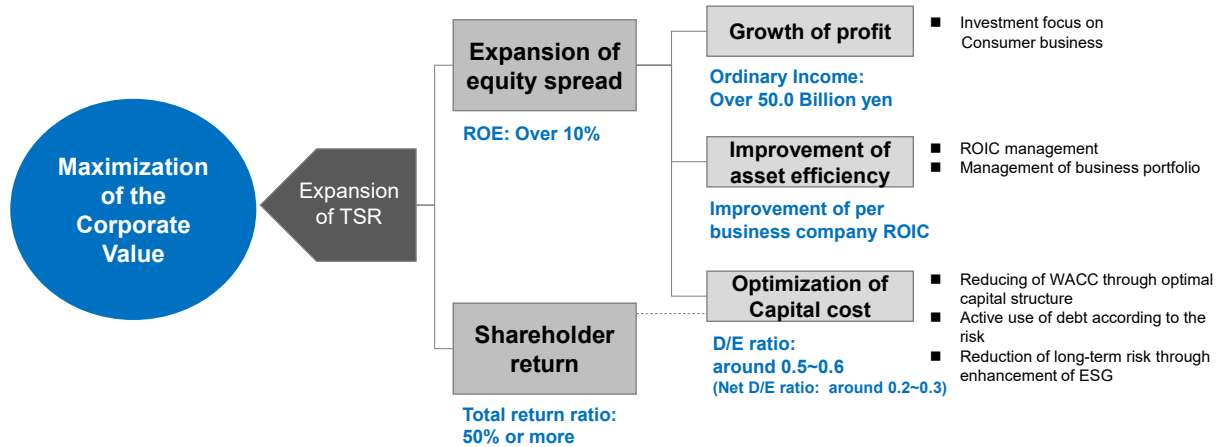 Maximization
of the
Corporate
Value
Expansion
of TSR
Expansion of
equity spread
ROE: Over 10%
Shareholder
return
Total return ratio:
50% or more
Growth of profit
Ordinary Income:
Over 50.0 Billion yen
■ Investment focus on
Consumer business
Improvement of
asset efficiency
Improvement of per
business company ROIC
■ ROIC management
■ Management of business portfolio
Optimization of
Capital cost
D/E ratio:
around 0.5~0.6
(Net D/E ratio: around 0.2~0.3)
■ Reducing of WACC through optimal
capital structure
■ Active use of debt according to the
risk
■ Reduction of long-term risk through
enhancement of ESG